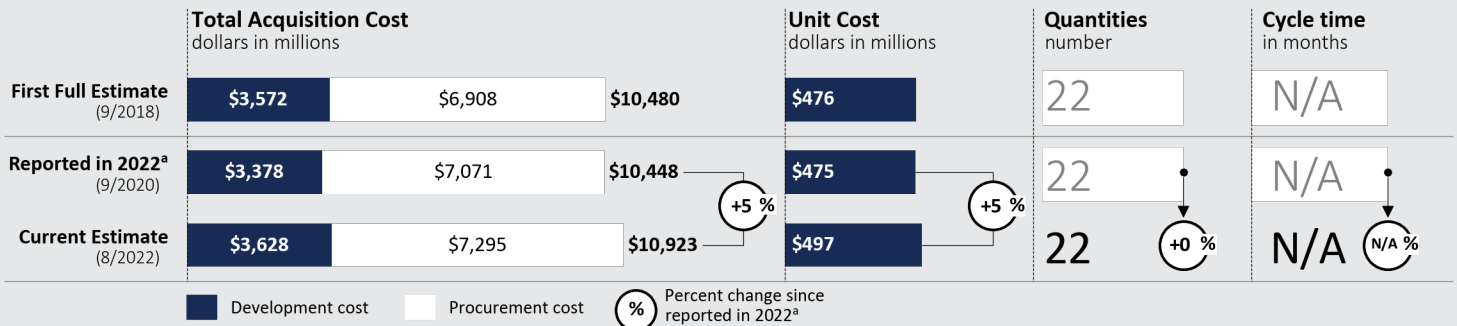 Total Acquisition Cost
dollars in millions
Unit Cost
dollars in millions
Quantities
number
Cycle time
in months
First Full Estimate
(9/2018)
$3,572 $6,908 $10,480 $476 22 N/A
Reported in 2022ᵃ
(9/2020)
$3,378 $7,071 $10,448 $475 22 N/A
+5 % +5 %
Current Estimate
(8/2022)
$3,628 $7,295 $10,923 $497 22 +0 % N/A N/A %
Development cost Procurement cost % Percent change since
reported in 2022ᵃ